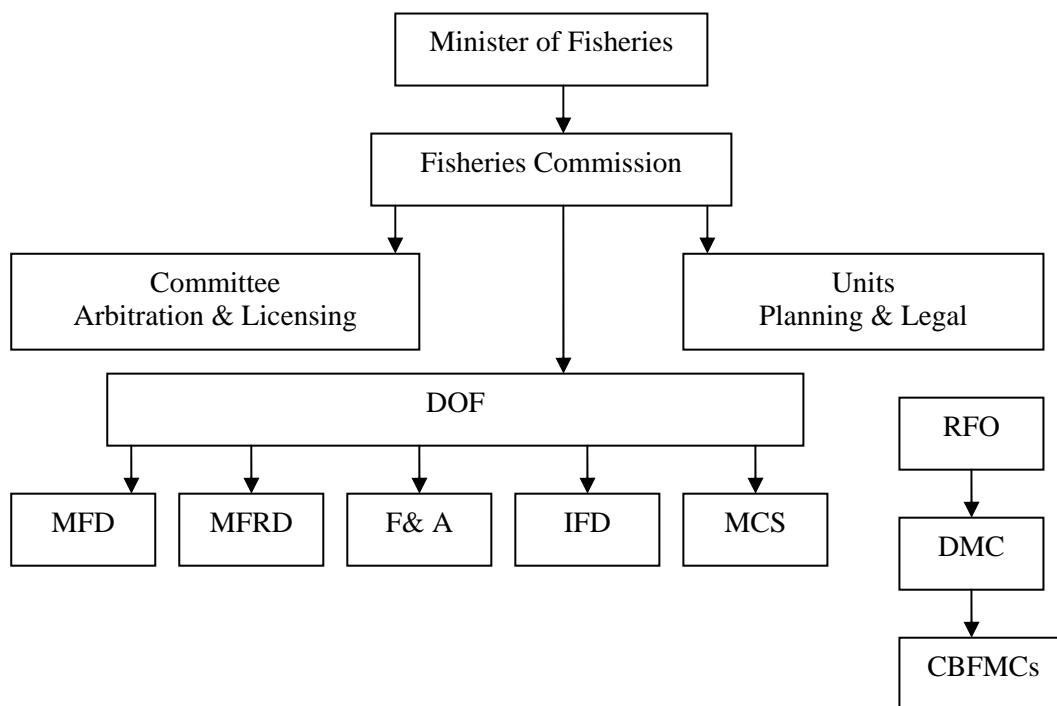 Minister of Fisheries
Fisheries Commission
Committee
Arbitration & Licensing
Units
Planning & Legal
DOF
RFO
MFD
MFRD
F& A
IFD
MCS
DMC
CBFMCs